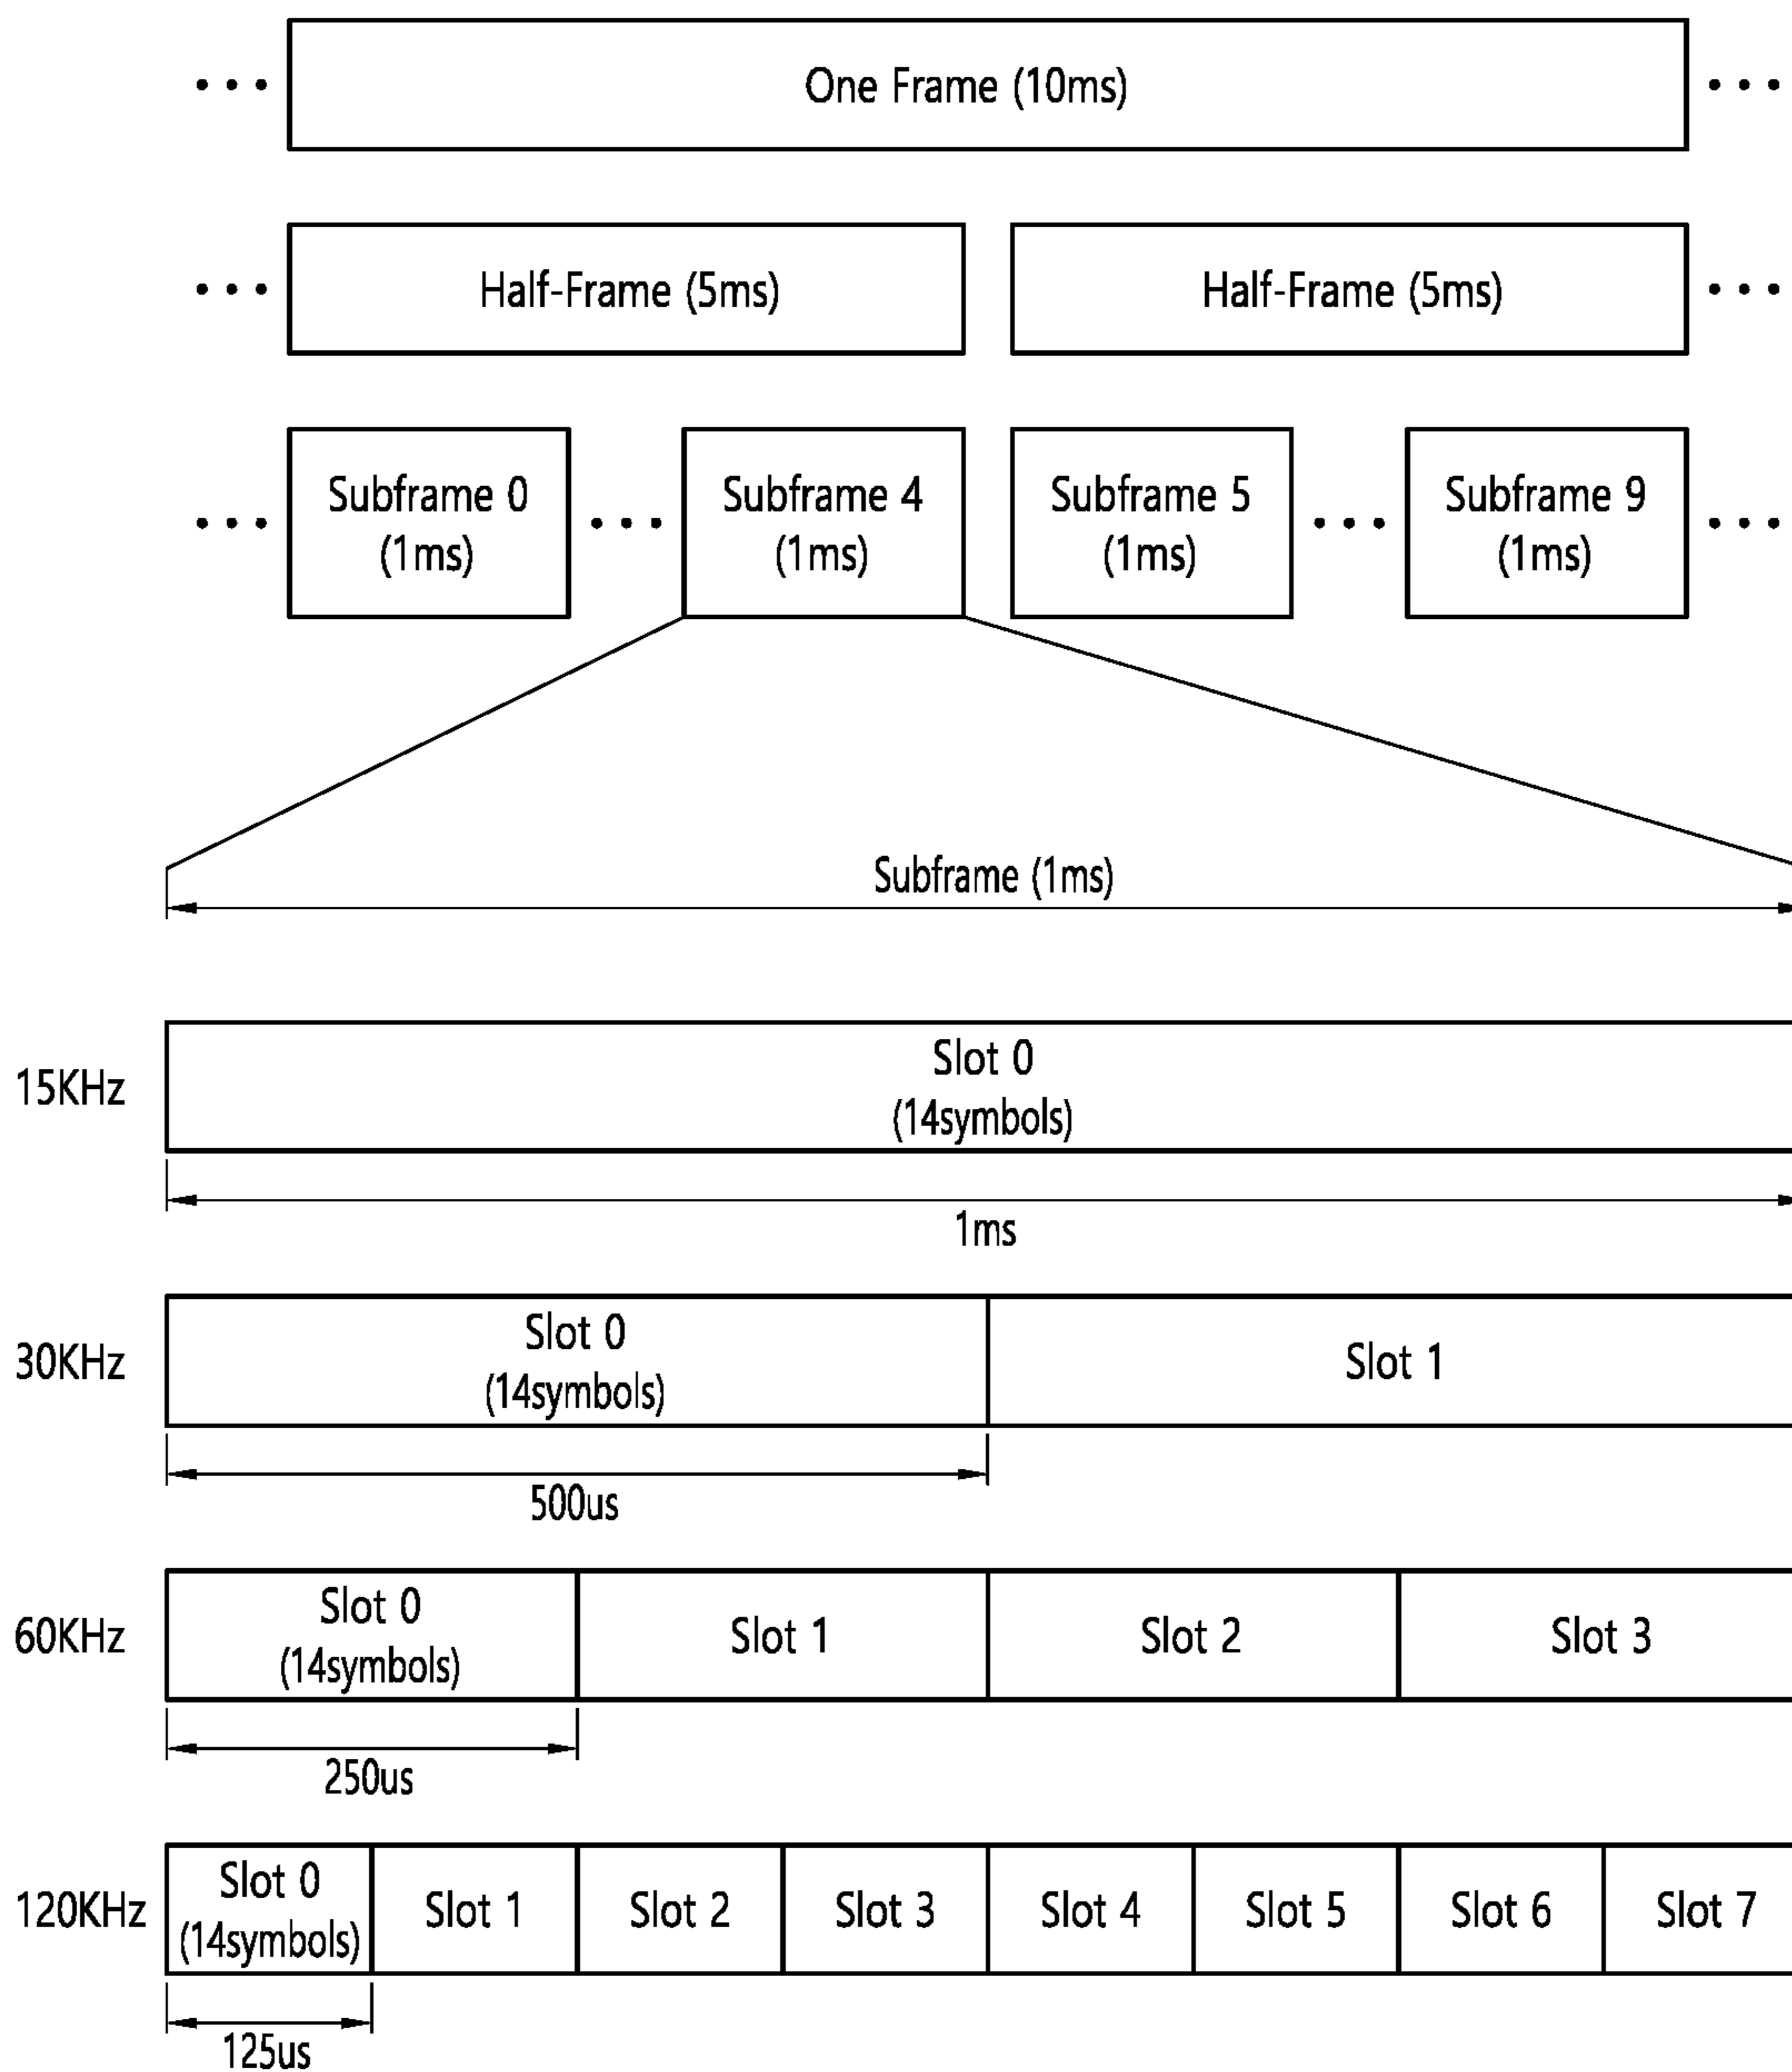 ••• One Frame (10ms) •••
••• Half-Frame (5ms) Half-Frame (5ms) •••
Subframe 0 Subframe 4 Subframe 5 Subframe 9
••• (1ms) ••• (1ms) (1ms) ••• (1ms) •••
Subframe (1ms)
15KHz
Slot 0
(14symbols)
1ms
30KHz
Slot 0
(14symbols)
Slot 1
500us
60KHz
Slot 0
(14symbols)
Slot 1
Slot 2
Slot 3
250us
120KHz
Slot 0
(14symbols)
Slot 1
Slot 2
Slot 3
Slot 4
Slot 5
Slot 6
Slot 7
125us